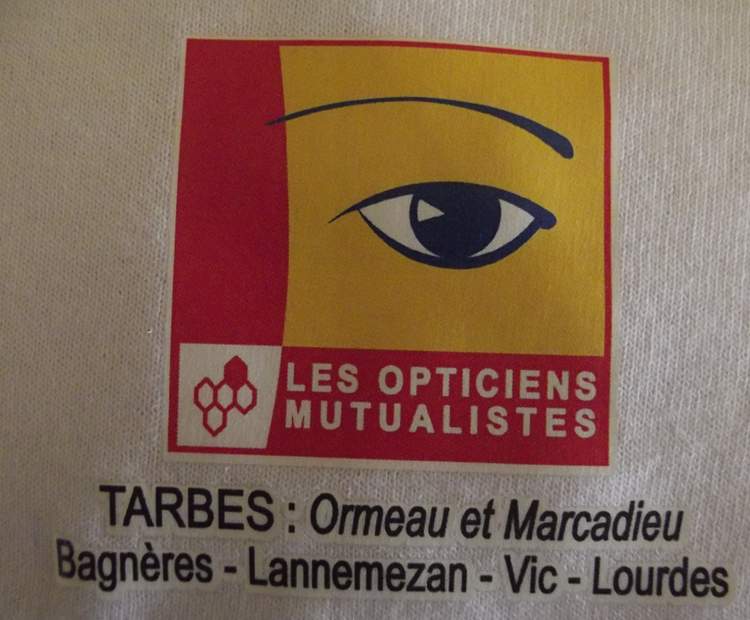 LES OPTICIENS
MUTUALISTES
TARBES : Ormeau et Marcadieu
Bagnères - Lannemezan - Vic - Lourdes